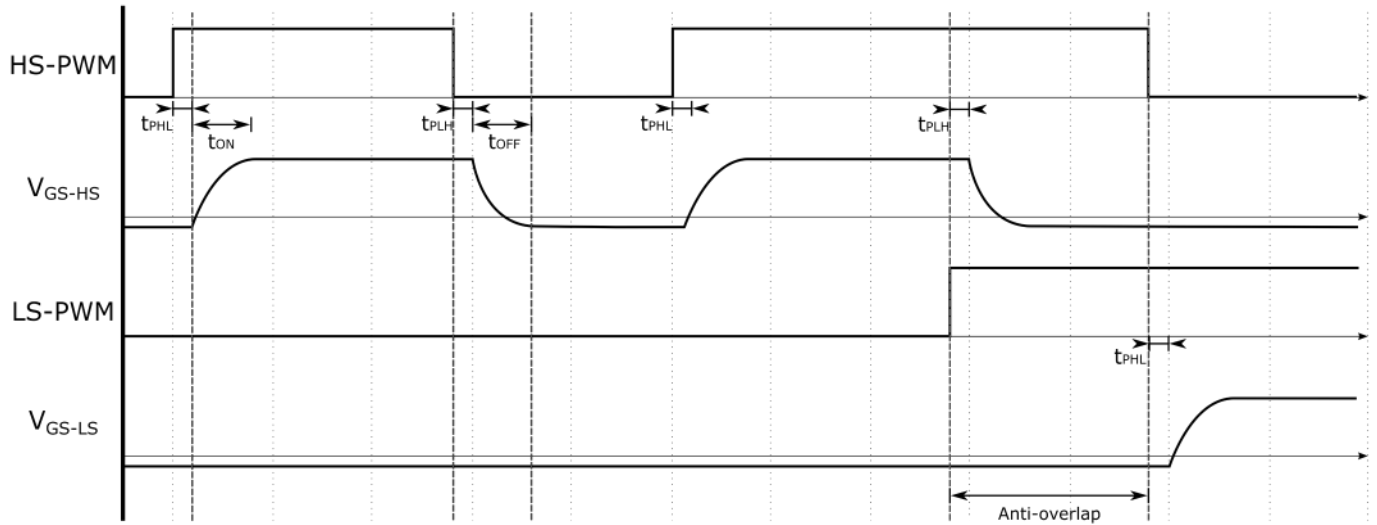 HS-PWM
tPHL
tON
tPLH
tOFF
tPHL
tPLH
VGS-HS
LS-PWM
tPHL
VGS-LS
Anti-overlap